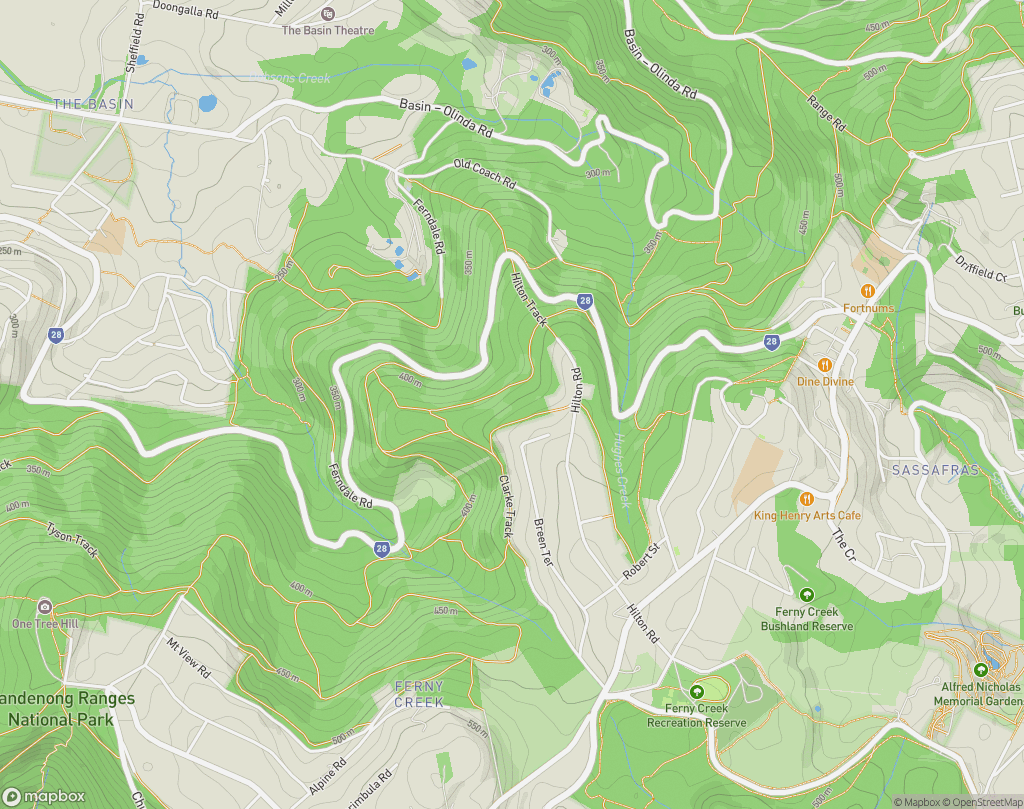 Doongalla Rd
Sheffield Rd
The Basin Theatre
THE BASIN
Basin – Olinda Rd
Basin – Olinda Rd
Old Coach Rd
Ferndale Rd
Range Rd
300 m
350 m
450 m
500 m
300 m
500 m
450 m
350 m
350 m
250 m
250 m
300 m
Driffield Cr
Hilton Track
28
28
28
28
Fortnums
Dine Divine
500 m
400 m
350 m
300 m
Hilton Rd
Hughes Creek
SASSAFRAS
350 m
400 m
400 m
Ferndale Rd
Clarke Track
Breen Ter
King Henry Arts Cafe
The Cr
Tyson Track
Robert St
400 m
450 m
One Tree Hill
Ferny Creek
Bushland Reserve
Hilton Rd
Mt View Rd
450 m
FERNY
CREEK
andenong Ranges
National Park
Ferny Creek
Recreation Reserve
Alfred Nicholas
Memorial Gardens
500 m
550 m
Alpine Rd
500 m
mapbox
© Mapbox © OpenStreetMap